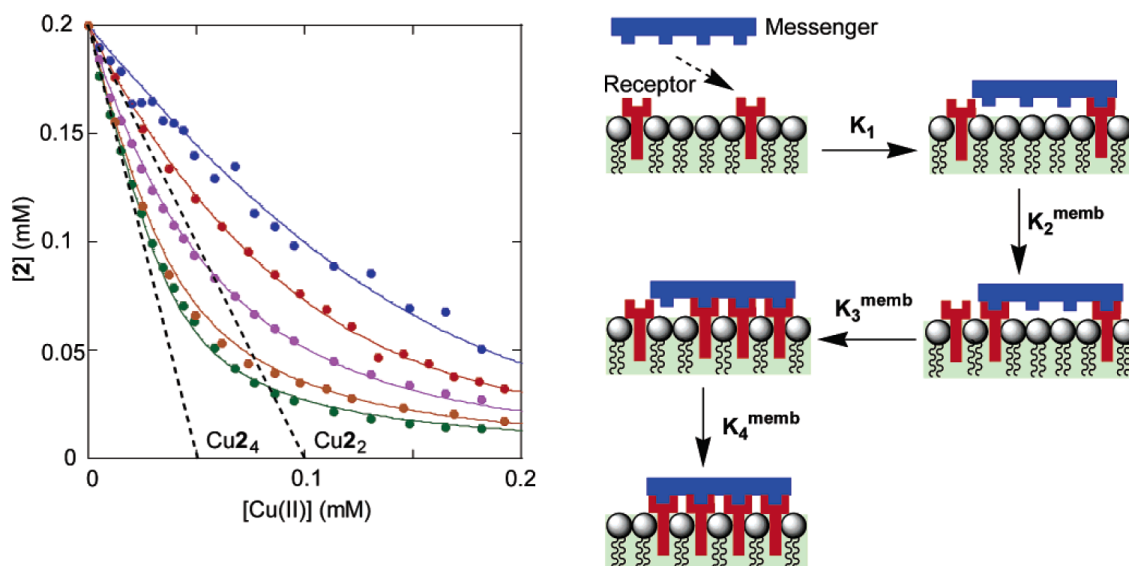 0.2
0.15
0.1
0.05
0
[2] (mM)
0
0.1
0.2
[Cu(II)] (mM)
Cu2₄
Cu2₂
Messenger
Receptor
K₁
K₂ᵐᵉᵐᵇ
K₃ᵐᵉᵐᵇ
K₄ᵐᵉᵐᵇ